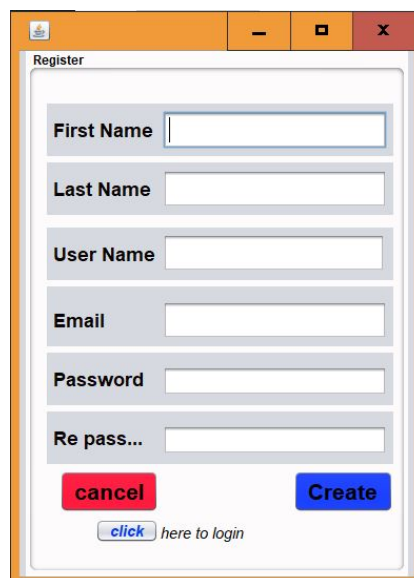 Register
First Name
Last Name
User Name
Email
Password
Re pass...
cancel Create
click here to login